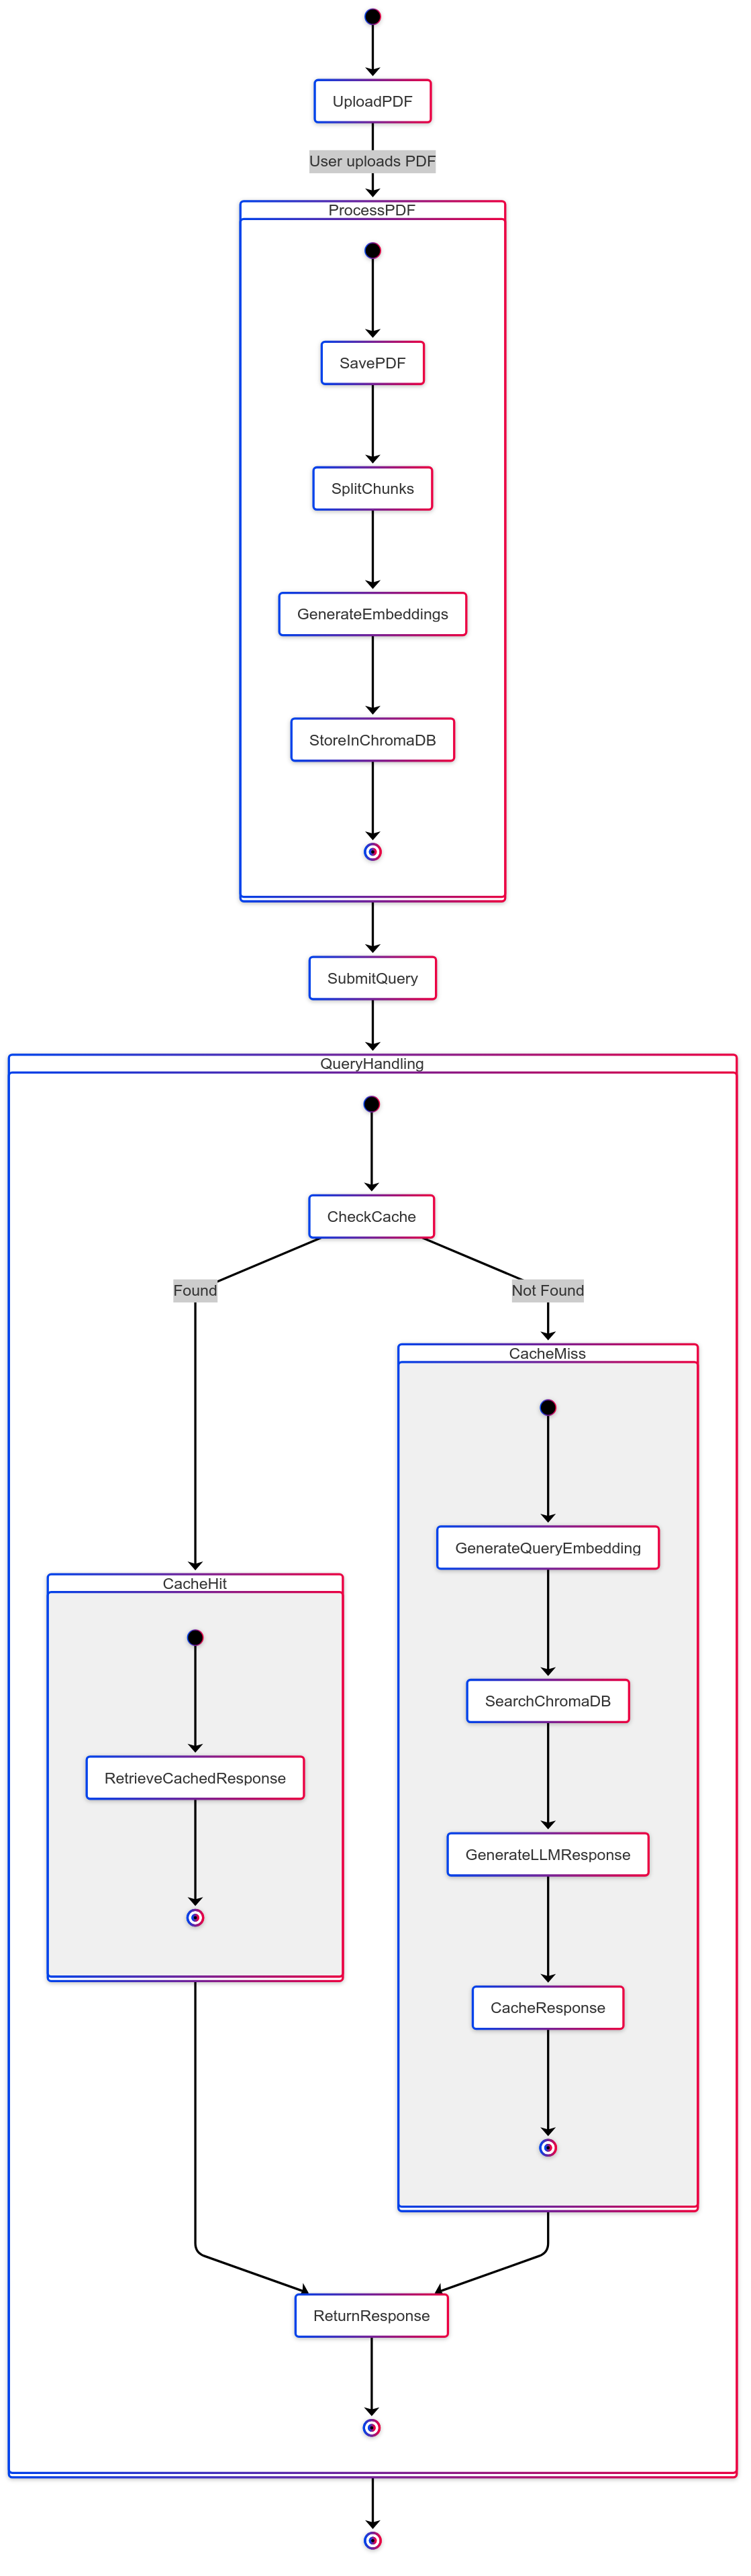 UploadPDF
User uploads PDF
ProcessPDF
SavePDF
SplitChunks
GenerateEmbeddings
StoreInChromaDB
SubmitQuery
QueryHandling
CheckCache
Found
Not Found
CacheMiss
GenerateQueryEmbedding
CacheHit
SearchChromaDB
RetrieveCachedResponse
GenerateLLMResponse
CacheResponse
ReturnResponse